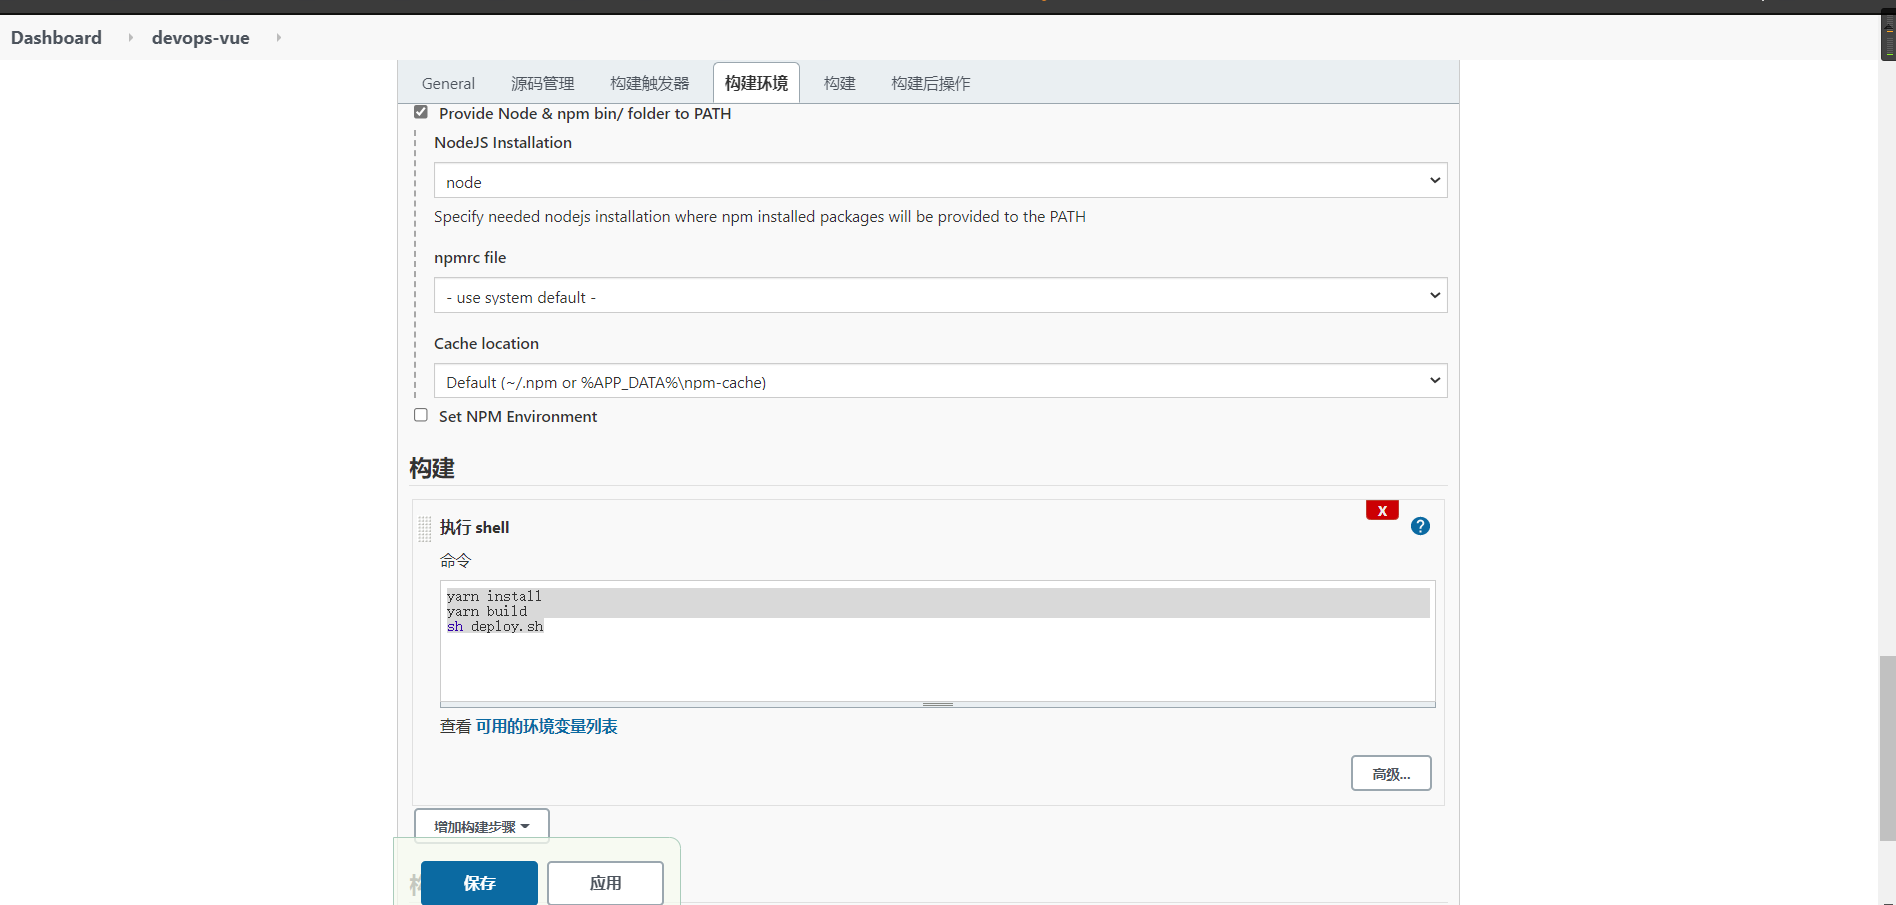 Dashboard devops-vue
General 源码管理 构建触发器 构建环境 构建 构建后操作
Provide Node & npm bin/ folder to PATH
NodeJS Installation
node
Specify needed nodejs installation where npm installed packages will be provided to the PATH
npmrc file
- use system default -
Cache location
Default (~/.npm or %APP_DATA%\npm-cache)
Set NPM Environment
构建
X
执行 shell
?
命令
yarn install
yarn build
sh deploy.sh
查看 可用的环境变量列表
高级...
增加构建步骤
保存 应用